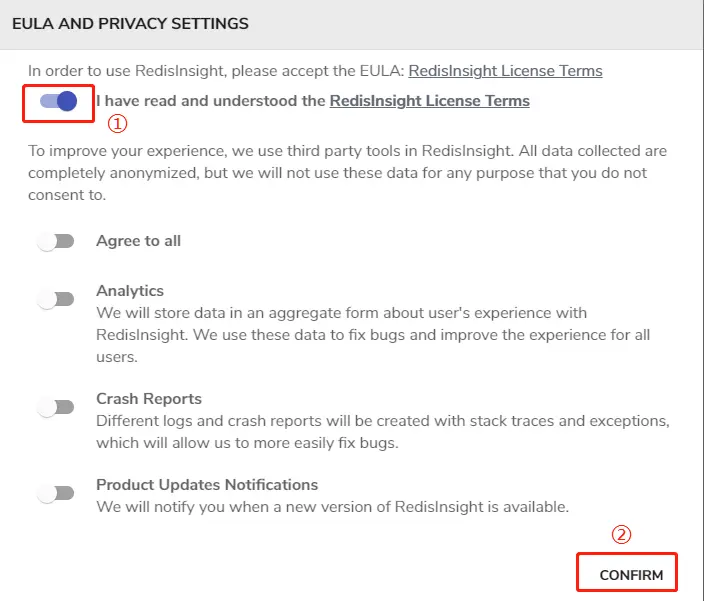 EULA AND PRIVACY SETTINGS
In order to use RedisInsight, please accept the EULA: RedisInsight License Terms
I have read and understood the RedisInsight License Terms
①
To improve your experience, we use third party tools in RedisInsight. All data collected are
completely anonymized, but we will not use these data for any purpose that you do not
consent to.
Agree to all
Analytics
We will store data in an aggregate form about user's experience with
RedisInsight. We use these data to fix bugs and improve the experience for all
users.
Crash Reports
Different logs and crash reports will be created with stack traces and exceptions,
which will allow us to more easily fix bugs.
Product Updates Notifications
We will notify you when a new version of RedisInsight is available.
②
CONFIRM